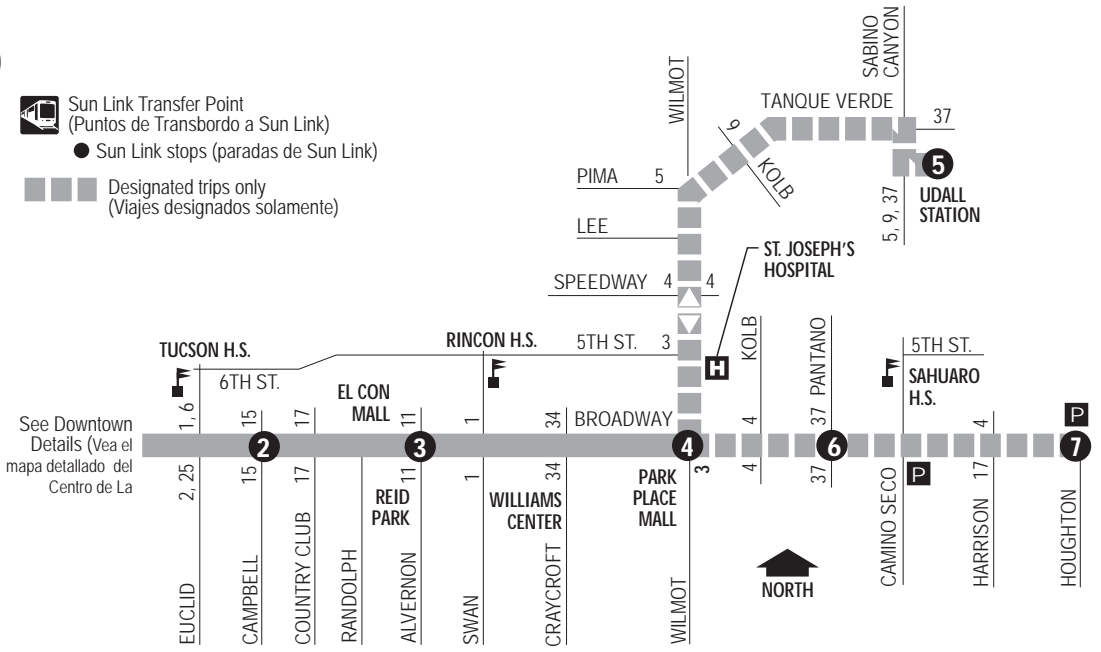 Sun Link Transfer Point
(Puntos de Transbordo a Sun Link)
Sun Link stops (paradas de Sun Link)
Designated trips only
(Viajes designados solamente)
SABINO
CANYON
WILMOT
TANQUE VERDE
37
9
KOLB
5
UDALL
STATION
5, 9, 37
PIMA 5
LEE
ST. JOSEPH'S
HOSPITAL
SPEEDWAY 4 4
H
TUCSON H.S.
6TH ST.
RINCON H.S.
5TH ST. 3
KOLB
PANTANO
5TH ST.
SAHUARO
H.S.
EL CON
MALL
BROADWAY
1, 6 15 17 11 1 34 4 37 4
P
See Downtown
Details (Vea el
mapa detallado del
Centro de La
2 3 4 6 7
2, 25 15 17 11 1 34 3 4 37 17
P
REID
PARK
WILLIAMS
CENTER
PARK
PLACE
MALL
NORTH
EUCLID
CAMPBELL
COUNTRY CLUB
RANDOLPH
ALVERNON
SWAN
CRAYCROFT
WILMOT
CAMINO SECO
HARRISON
HOUGHTON